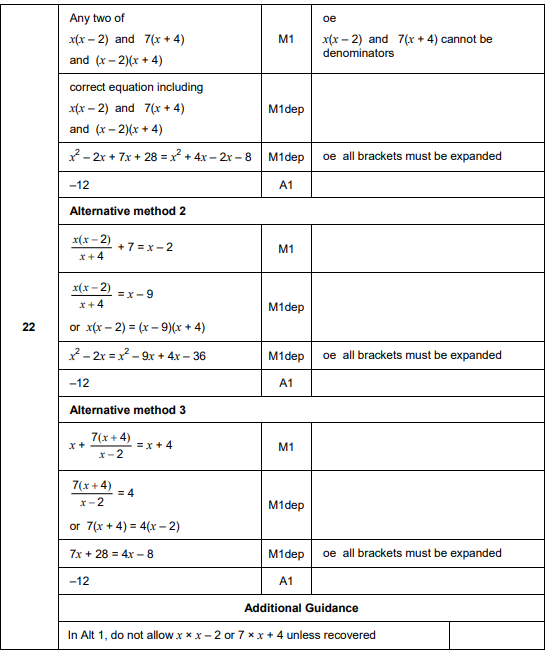 Any two of
x(x – 2) and 7(x + 4)
and (x – 2)(x + 4)
M1
oe
x(x – 2) and 7(x + 4) cannot be
denominators
correct equation including
x(x – 2) and 7(x + 4)
and (x – 2)(x + 4)
M1dep
x² – 2x + 7x + 28 = x² + 4x – 2x – 8
M1dep
oe all brackets must be expanded
–12
A1
Alternative method 2
x(x – 2)
x + 4
+ 7 = x – 2
M1
x(x – 2)
x + 4
= x – 9
or x(x – 2) = (x – 9)(x + 4)
M1dep
22
x² – 2x = x² – 9x + 4x – 36
M1dep
oe all brackets must be expanded
–12
A1
Alternative method 3
x +
7(x + 4)
x – 2
= x + 4
M1
7(x + 4)
x – 2
= 4
or 7(x + 4) = 4(x – 2)
M1dep
7x + 28 = 4x – 8
M1dep
oe all brackets must be expanded
–12
A1
Additional Guidance
In Alt 1, do not allow x × x – 2 or 7 × x + 4 unless recovered